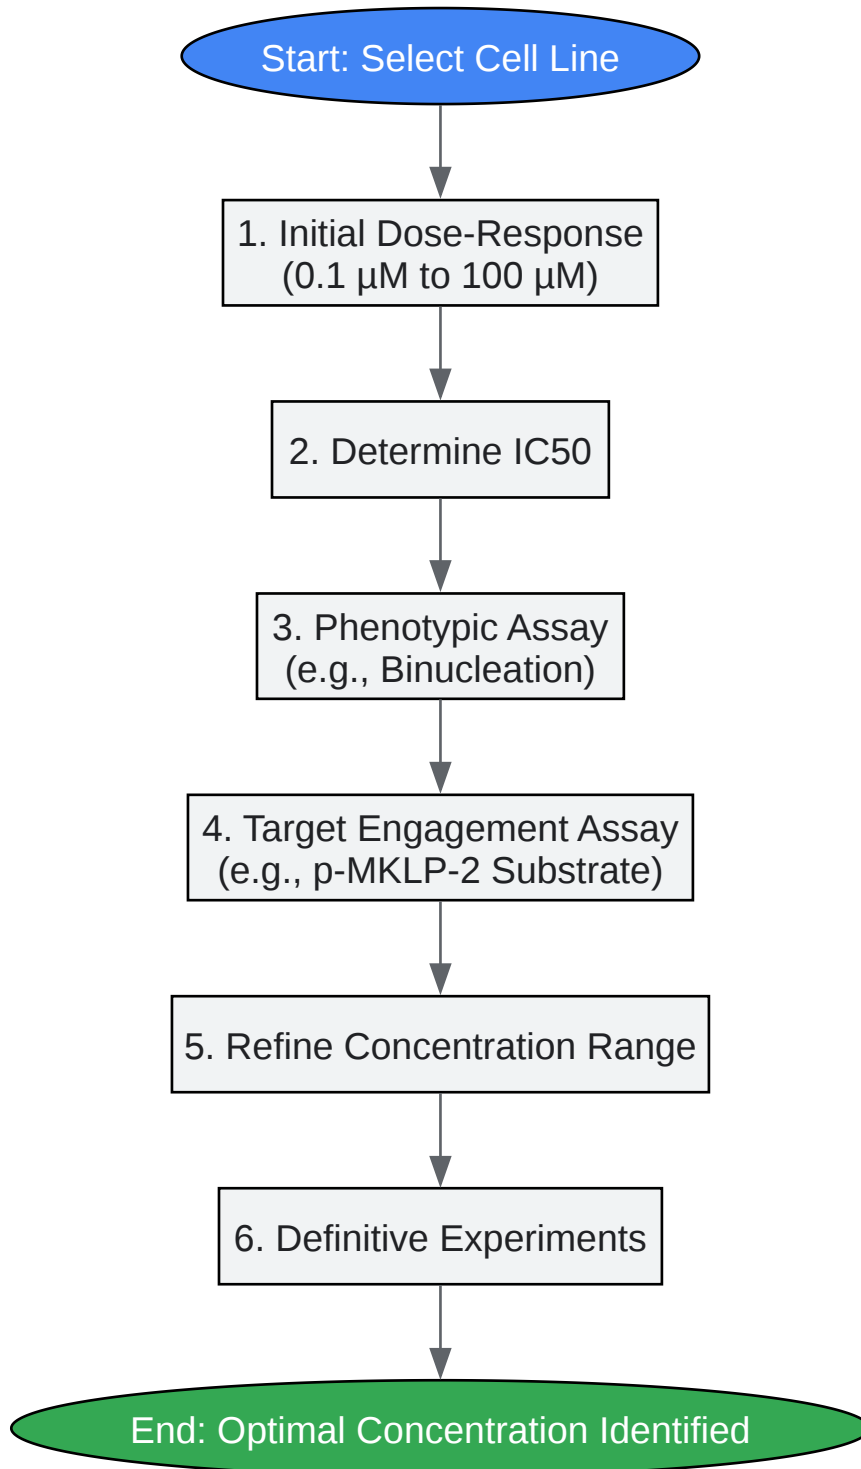 Start: Select Cell Line
1. Initial Dose-Response
(0.1 µM to 100 µM)
2. Determine IC50
3. Phenotypic Assay
(e.g., Binucleation)
4. Target Engagement Assay
(e.g., p-MKLP-2 Substrate)
5. Refine Concentration Range
6. Definitive Experiments
End: Optimal Concentration Identified